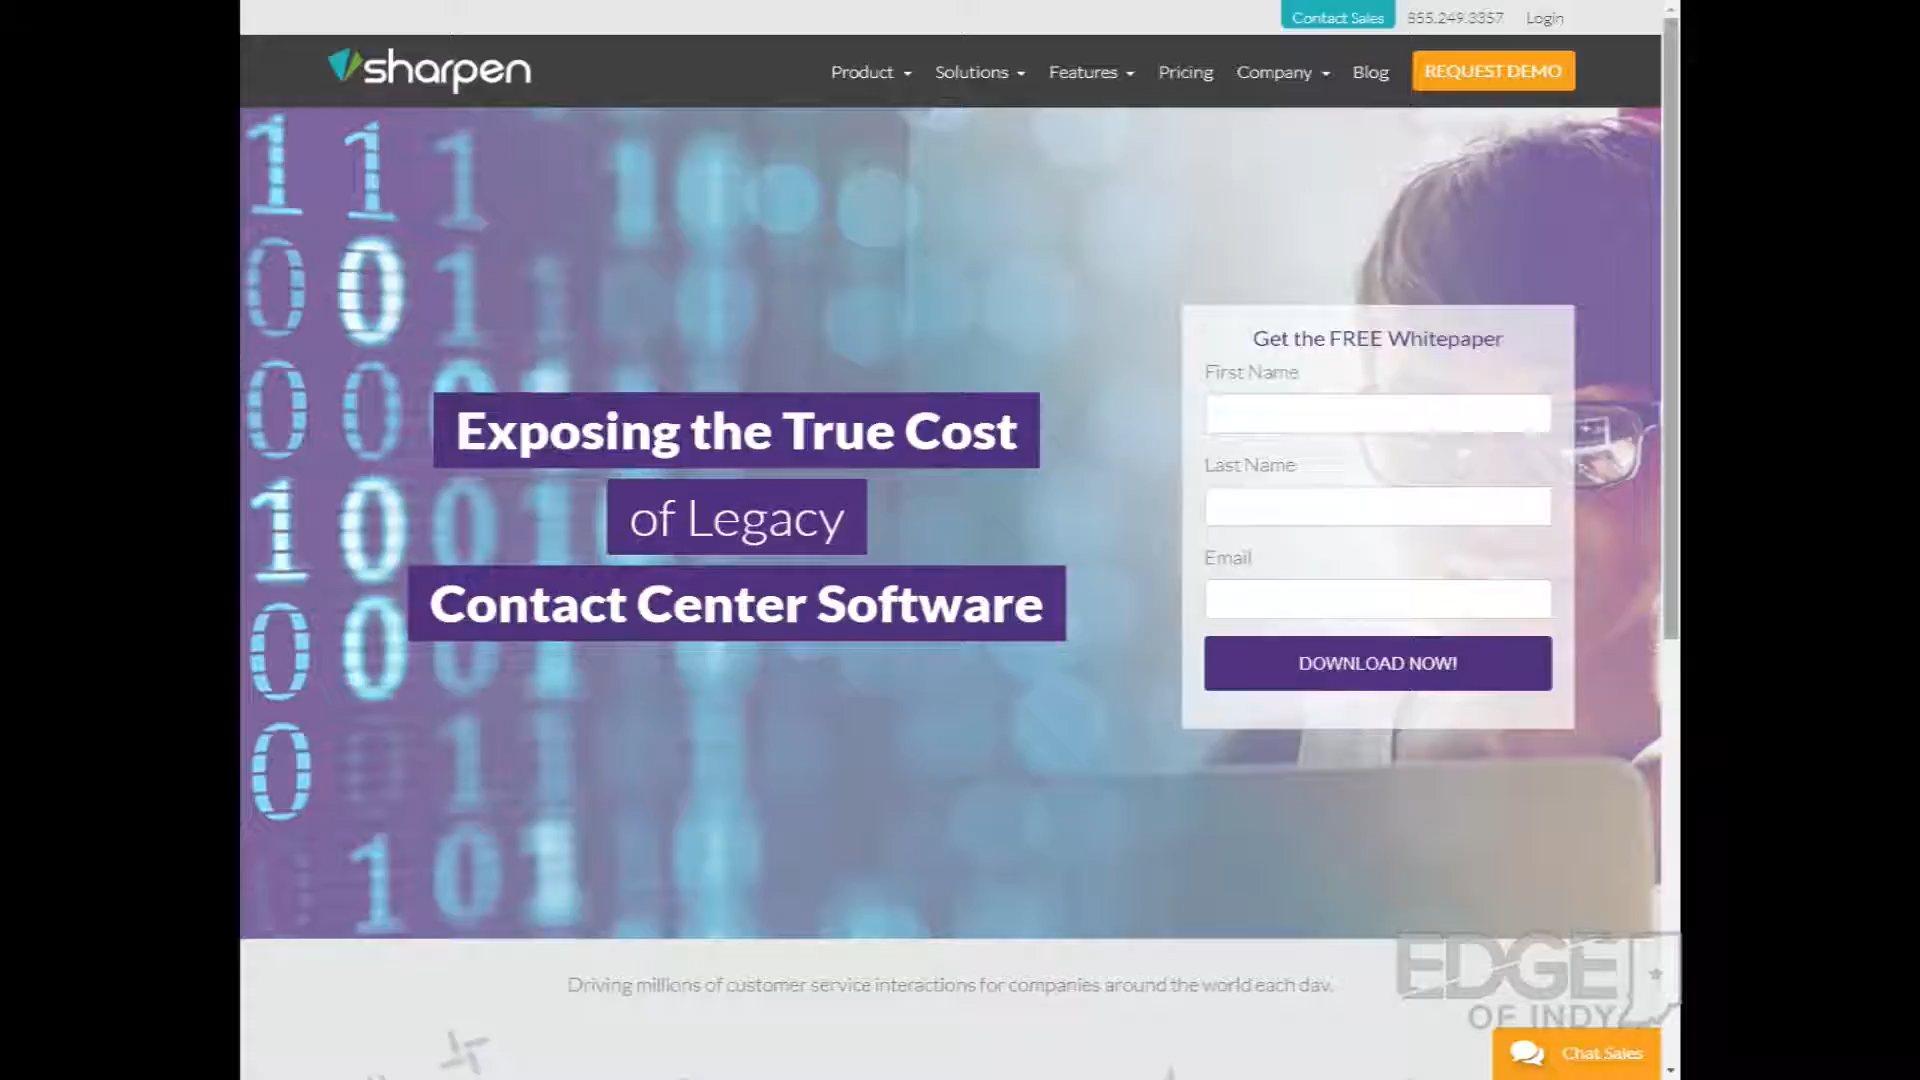 Contact Sales 855.249.3357 Login
sharpen
Product Solutions Features Pricing Company Blog REQUEST DEMO
Exposing the True Cost
of Legacy
Contact Center Software
Get the FREE Whitepaper
First Name
Last Name
Email
DOWNLOAD NOW!
Driving millions of customer service interactions for companies around the world each day.
EDGE
OF INDY
Chat Sales